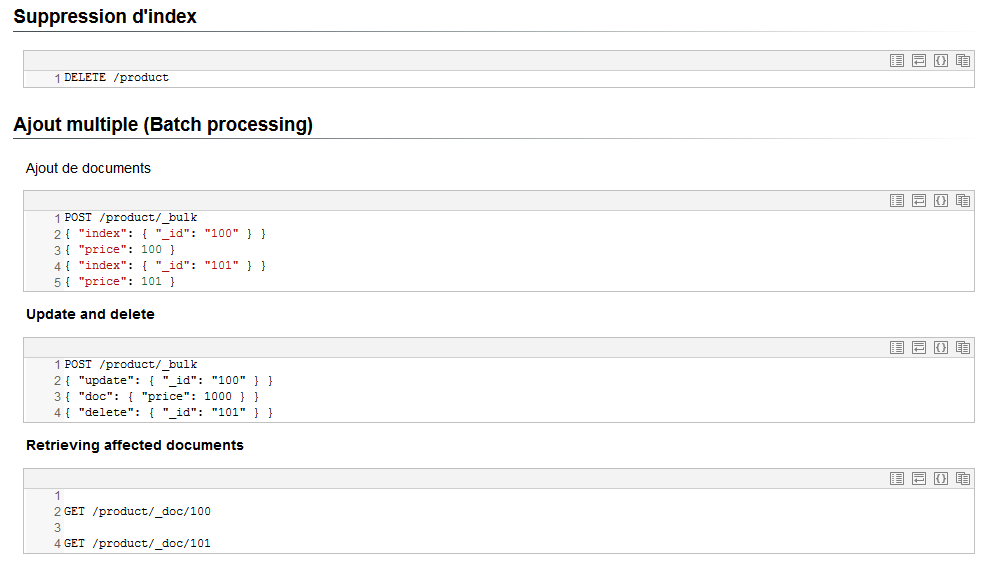 Suppression d'index
1 DELETE /product
Ajout multiple (Batch processing)
Ajout de documents
1 POST /product/_bulk
2 { "index": { "_id": "100" } }
3 { "price": 100 }
4 { "index": { "_id": "101" } }
5 { "price": 101 }
Update and delete
1 POST /product/_bulk
2 { "update": { "_id": "100" } }
3 { "doc": { "price": 1000 } }
4 { "delete": { "_id": "101" } }
Retrieving affected documents
1
2 GET /product/_doc/100
3
4 GET /product/_doc/101